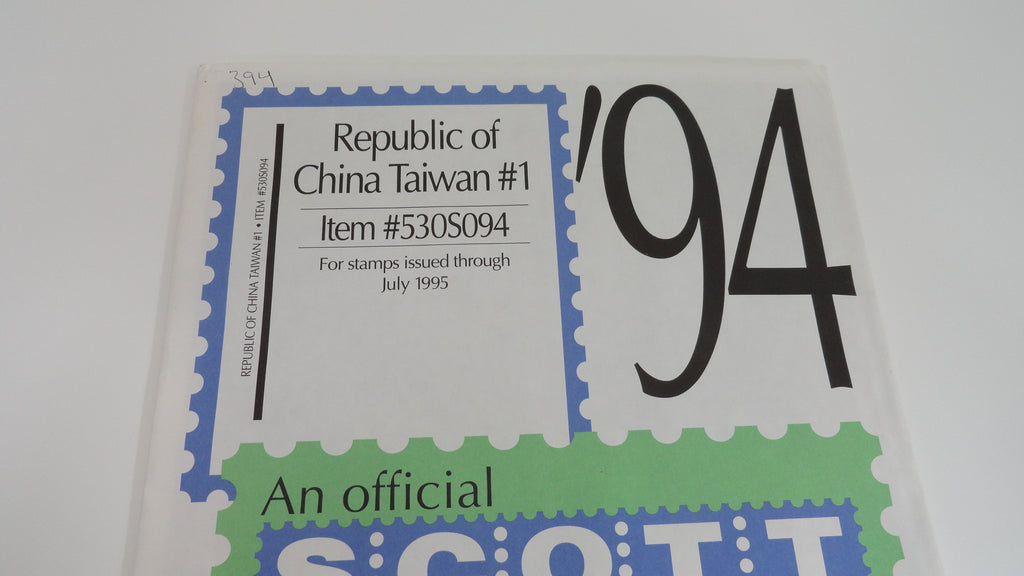 394
Republic of
China Taiwan #1
Item #530S094
For stamps issued through
July 1995
REPUBLIC OF CHINA TAIWAN #1 • ITEM #530S094
'94
An official
S:C:O:T:T